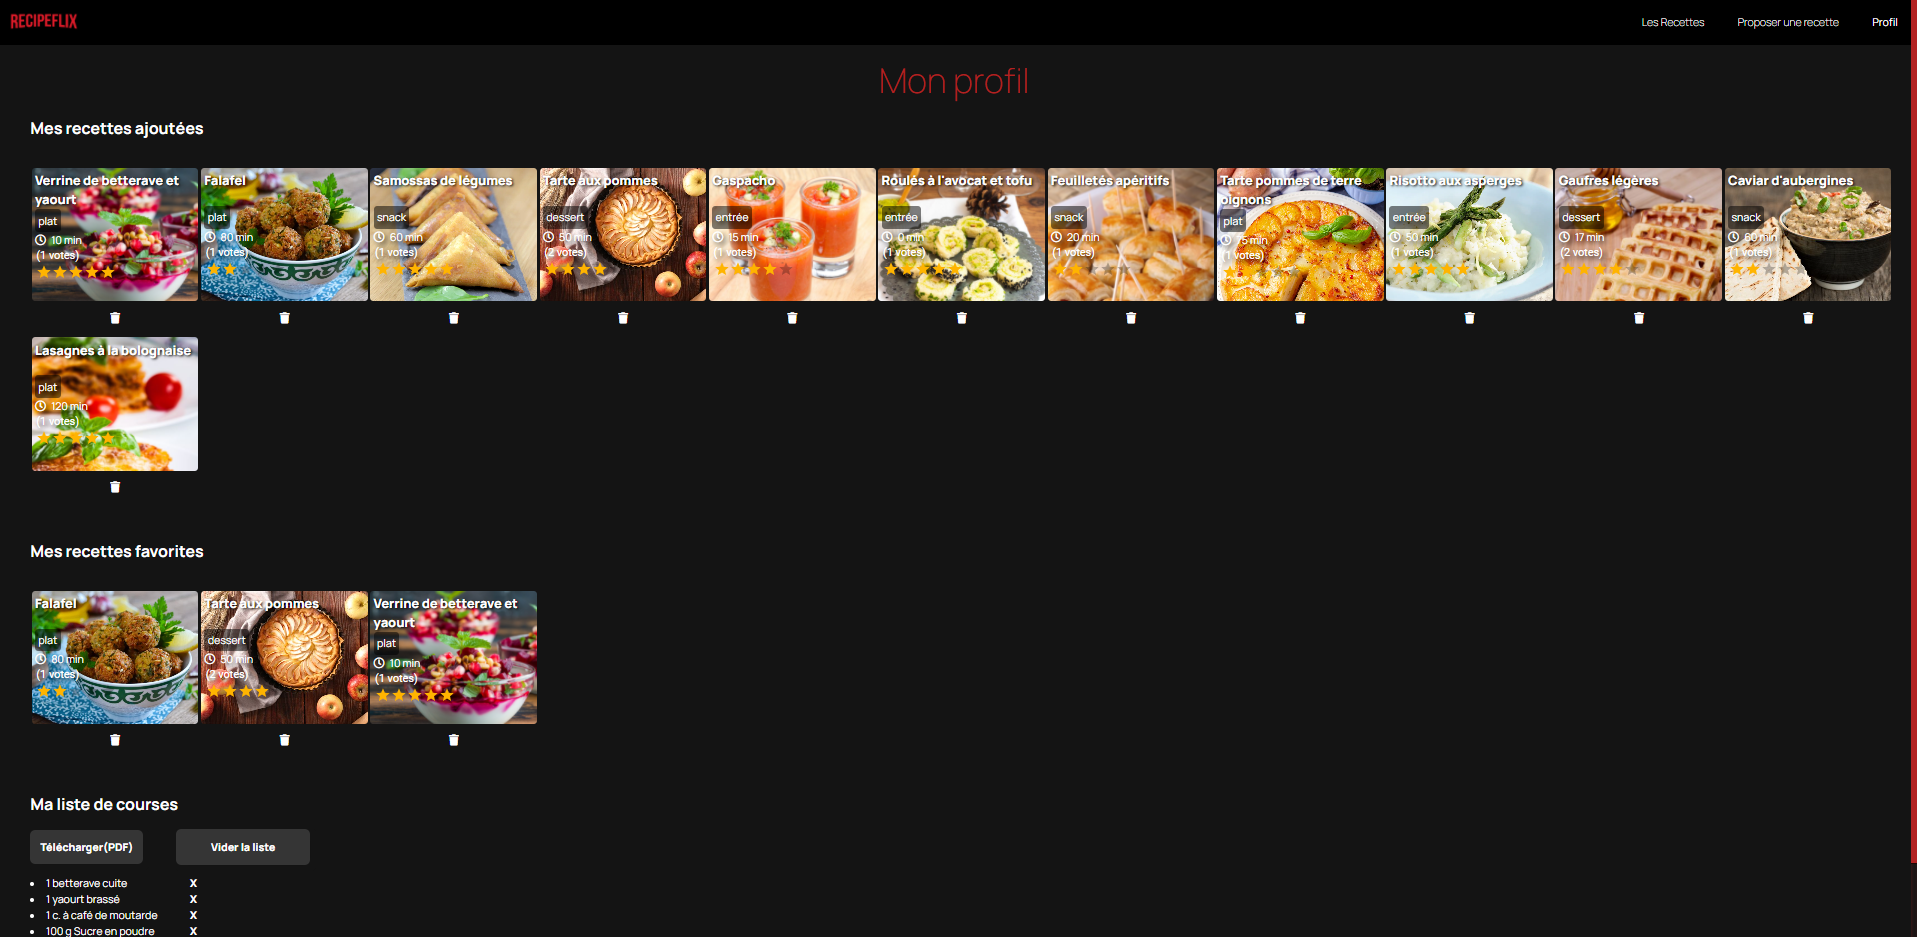 RECIPEFLIX
Les Recettes
Proposer une recette
Profil
Mon profil
Mes recettes ajoutées
Verrine de betterave et
yaourt
plat
10 min
(1 votes)
Falafel
plat
80 min
(1 votes)
Samossas de légumes
snack
60 min
(1 votes)
Tarte aux pommes
dessert
50 min
(2 votes)
Gaspacho
entrée
15 min
(1 votes)
Roulés à l'avocat et tofu
entrée
0 min
(1 votes)
Feuilletés apéritifs
snack
20 min
(1 votes)
Tarte pommes de terre
oignons
plat
75 min
(1 votes)
Risotto aux asperges
entrée
50 min
(1 votes)
Gaufres légères
dessert
17 min
(2 votes)
Caviar d'aubergines
snack
60 min
(1 votes)
Lasagnes à la bolognaise
plat
120 min
(1 votes)
Mes recettes favorites
Falafel
plat
80 min
(1 votes)
Tarte aux pommes
dessert
50 min
(2 votes)
Verrine de betterave et
yaourt
plat
10 min
(1 votes)
Ma liste de courses
Télécharger(PDF)
Vider la liste
• 1 betterave cuite X
• 1 yaourt brassé X
• 1 c. à café de moutarde X
• 100 g Sucre en poudre X